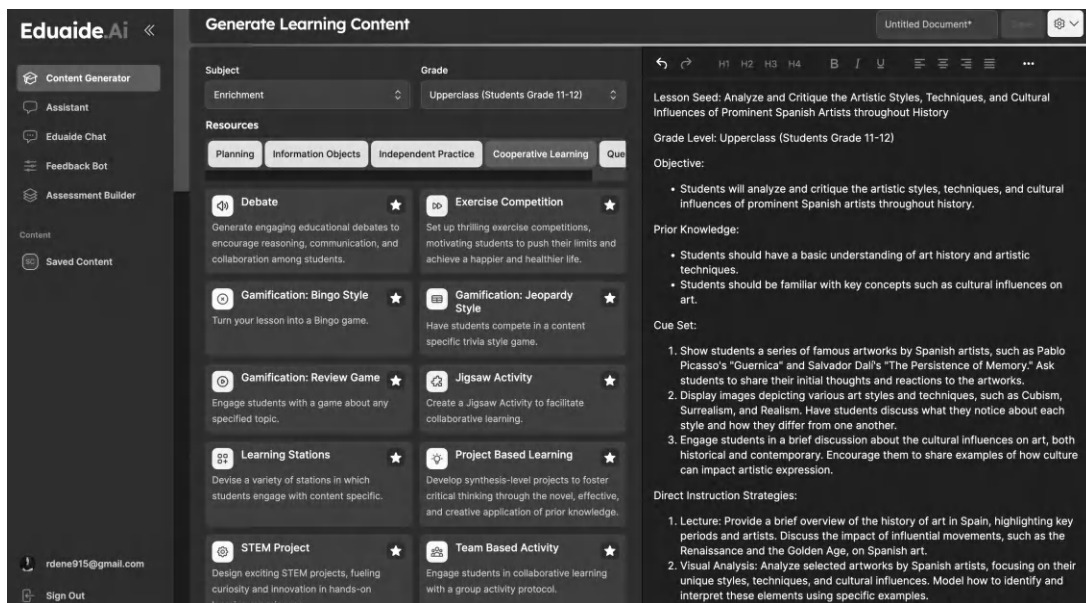 Eduaide.Ai «
Content Generator
Assistant
Eduaide Chat
Feedback Bot
Assessment Builder
Content
SC Saved Content
rdene915@gmail.com
Sign Out
Generate Learning Content
Untitled Document*
Subject
Enrichment
Grade
Upperclass (Students Grade 11-12)
Resources
Planning
Information Objects
Independent Practice
Cooperative Learning
Que
Debate
Generate engaging educational debates to
encourage reasoning, communication, and
collaboration among students.
Exercise Competition
Set up thrilling exercise competitions,
motivating students to push their limits and
achieve a happier and healthier life.
Gamification: Bingo Style
Turn your lesson into a Bingo game.
Gamification: Jeopardy
Style
Have students compete in a content
specific trivia style game.
Gamification: Review Game
Engage students with a game about any
specified topic.
Jigsaw Activity
Create a Jigsaw Activity to facilitate
collaborative learning.
Learning Stations
Devise a variety of stations in which
students engage with content specific.
Project Based Learning
Develop synthesis-level projects to foster
critical thinking through the novel, effective,
and creative application of prior knowledge.
STEM Project
Design exciting STEM projects, fueling
curiosity and innovation in hands-on
Team Based Activity
Engage students in collaborative learning
with a group activity protocol.
H1 H2 H3 H4 B I U
Lesson Seed: Analyze and Critique the Artistic Styles, Techniques, and Cultural
Influences of Prominent Spanish Artists throughout History
Grade Level: Upperclass (Students Grade 11-12)
Objective:
• Students will analyze and critique the artistic styles, techniques, and cultural
influences of prominent Spanish artists throughout history.
Prior Knowledge:
• Students should have a basic understanding of art history and artistic
techniques.
• Students should be familiar with key concepts such as cultural influences on
art.
Cue Set:
1. Show students a series of famous artworks by Spanish artists, such as Pablo
Picasso's "Guernica" and Salvador Dalí's "The Persistence of Memory." Ask
students to share their initial thoughts and reactions to the artworks.
2. Display images depicting various art styles and techniques, such as Cubism,
Surrealism, and Realism. Have students discuss what they notice about each
style and how they differ from one another.
3. Engage students in a brief discussion about the cultural influences on art, both
historical and contemporary. Encourage them to share examples of how culture
can impact artistic expression.
Direct Instruction Strategies:
1. Lecture: Provide a brief overview of the history of art in Spain, highlighting key
periods and artists. Discuss the impact of influential movements, such as the
Renaissance and the Golden Age, on Spanish art.
2. Visual Analysis: Analyze selected artworks by Spanish artists, focusing on their
unique styles, techniques, and cultural influences. Model how to identify and
interpret these elements using specific examples.